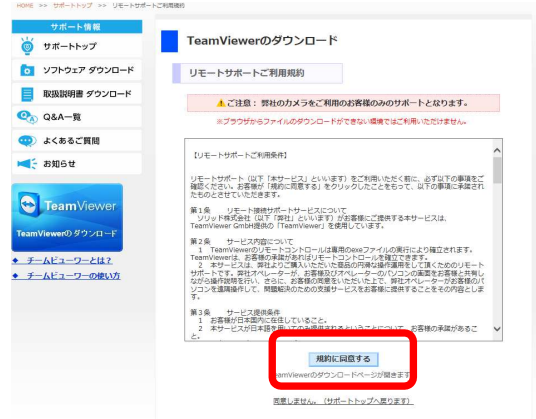 HOME >> サポートトップ >> リモートサポートご利用規約
サポート情報
サポートトップ
ソフトウェア ダウンロード
取扱説明書 ダウンロード
Q&A一覧
よくあるご質問
お知らせ
TeamViewer
TeamViewerのダウンロード
チームビューワーとは？
チームビューワーの使い方
TeamViewerのダウンロード
リモートサポートご利用規約
ご注意： 弊社のカメラをご利用のお客様のみのサポートとなります。
※ブラウザからファイルのダウンロードができない環境ではご利用いただけません。
【リモートサポートご利用条件】
リモートサポート（以下「本サービス」といいます）をご利用いただく前に、必ず以下の事項をご
確認ください。お客様が「規約に同意する」をクリックしたことをもって、以下の事項に承諾され
たものとさせていただきます。
第1条　　リモート接続サポートサービスについて
ソリッド株式会社（以下「弊社」といいます）がお客様にご提供する本サービスは、
TeamViewer GmbH提供の「TeamViewer」を使用しています。
第2条　　サービス内容について
1　TeamViewerのリモートコントロールは専用のexeファイルの実行により確立されます。
TeamViewerは、お客様の承諾があればリモートコントロールを確立できます。
2　本サービスは、弊社よりご購入いただいた商品の円滑な操作運用をして頂くためのリモート
サポートです。弊社オペレーターが、お客様及びオペレーターのパソコンの画面をお客様と共有し
ながら操作説明を行い、さらに、お客様の同意をいただいた上で、弊社オペレーターがお客様のパ
ソコンを遠隔操作して、問題解決のための支援サービスをお客様に提供することをその内容としま
す。
第3条　　サービス提供条件
1　お客様が日本国内に在住していること。
2　本サービスが日本語を用いてのみ提供されるということについて、お客様の承諾があるこ
と。
規約に同意する
TeamViewerのダウンロードページが開きます
同意しません。（サポートトップへ戻ります）